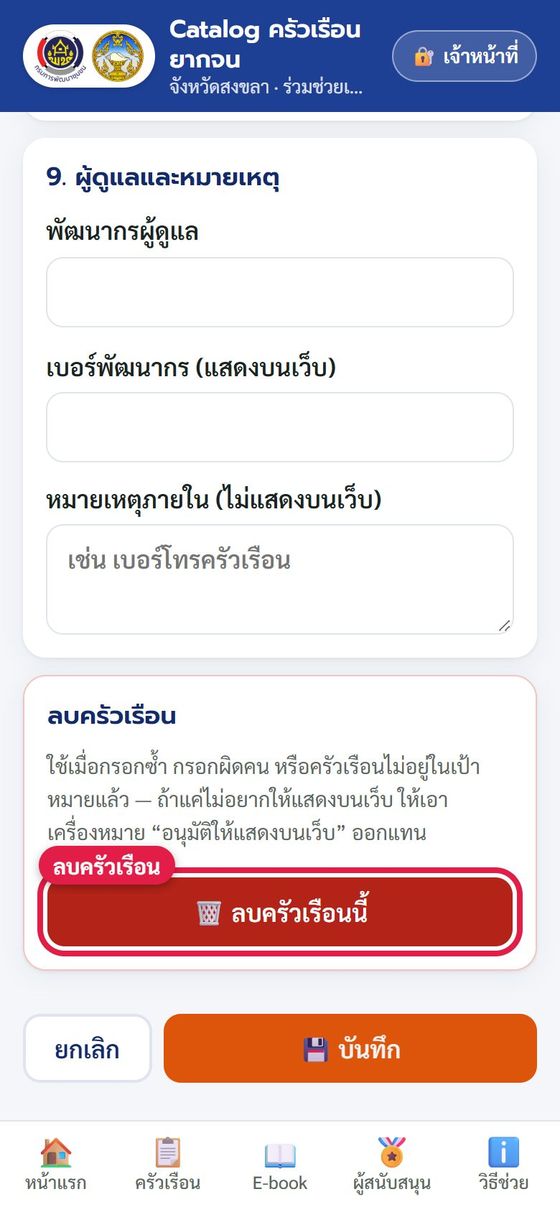 Catalog ครัวเรือน
ยากจน
จังหวัดสงขลา · ร่วมช่วยเ...
กรมการพัฒนาชุมชน
เจ้าหน้าที่
9. ผู้ดูแลและหมายเหตุ
พัฒนากรผู้ดูแล
เบอร์พัฒนากร (แสดงบนเว็บ)
หมายเหตุภายใน (ไม่แสดงบนเว็บ)
เช่น เบอร์โทรครัวเรือน
ลบครัวเรือน
ใช้เมื่อกรอกซ้ำ กรอกผิดคน หรือครัวเรือนไม่อยู่ในเป้า
หมายแล้ว — ถ้าแค่ไม่อยากให้แสดงบนเว็บ ให้เอา
เครื่องหมาย “อนุมัติให้แสดงบนเว็บ” ออกแทน
ลบครัวเรือน
ลบครัวเรือนนี้
ยกเลิก
บันทึก
หน้าแรก
ครัวเรือน
E-book
ผู้สนับสนุน
วิธีช่วย